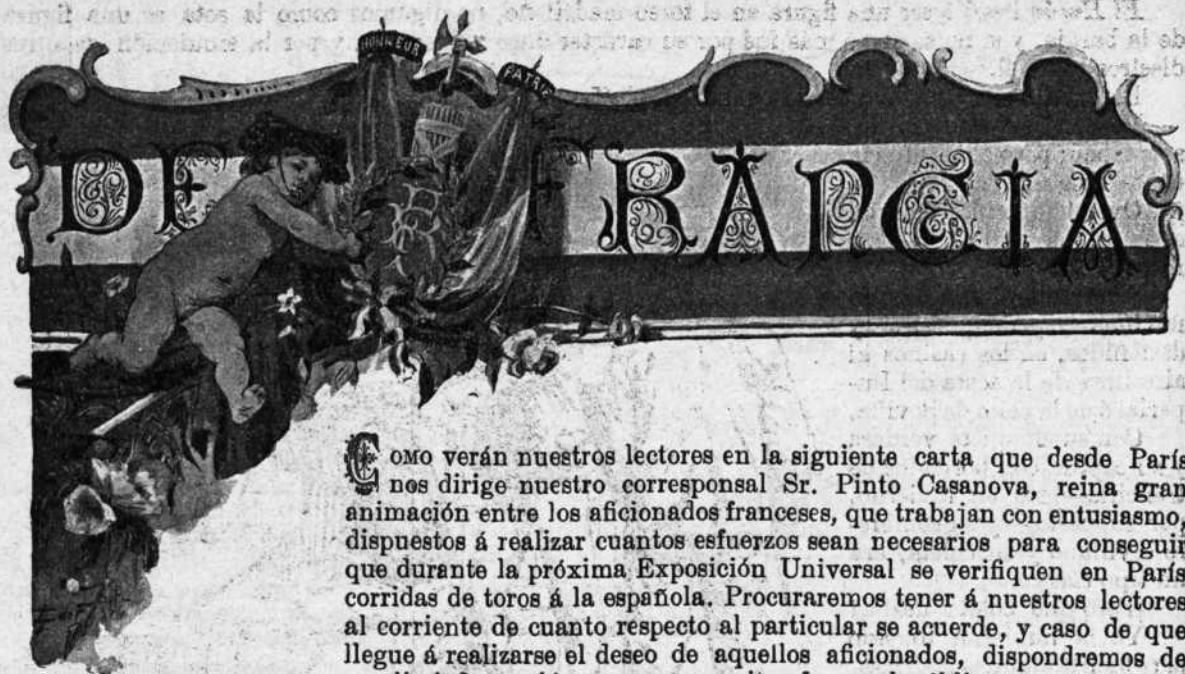 HONNEUR
PATRIE
DE FRANCIA
RF
COMO verán nuestros lectores en la siguiente carta que desde París
nos dirige nuestro corresponsal Sr. Pinto Casanova, reina gran
animación entre los aficionados franceses, que trabajan con entusiasmo,
dispuestos á realizar cuantos esfuerzos sean necesarios para conseguir
que durante la próxima Exposición Universal se verifiquen en París
corridas de toros á la española. Procuraremos tener á nuestros lectores
al corriente de cuanto respecto al particular se acuerde, y caso de que
llegue á realizarse el deseo de aquellos aficionados, dispondremos de